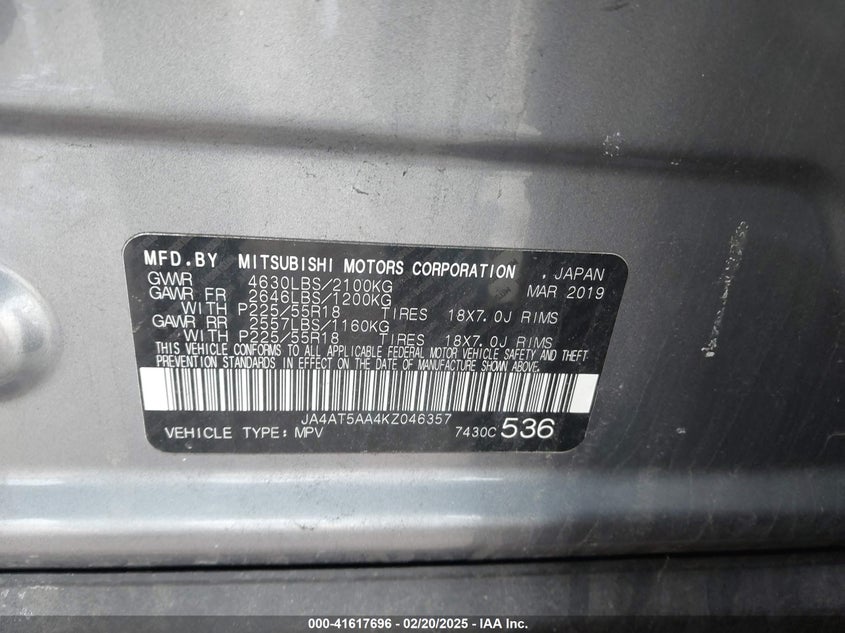 MFD.BY MITSUBISHI MOTORS CORPORATION , JAPAN
GVWR 4630LBS/2100KG MAR 2019
GAWR FR 2646LBS/1200KG
WITH P225/55R18 TIRES 18X7.0J RIMS
GAWR RR 2557LBS/1160KG
WITH P225/55R18 TIRES 18X7.0J RIMS
THIS VEHICLE CONFORMS TO ALL APPLICABLE FEDERAL MOTOR VEHICLE SAFETY AND THEFT
PREVENTION STANDARDS IN EFFECT ON THE DATE OF MANUFACTURE SHOWN ABOVE.
JA4AT5AA4KZ046357
VEHICLE TYPE: MPV 7430C 536
000-41617696 — 02/20/2025 — IAA Inc.